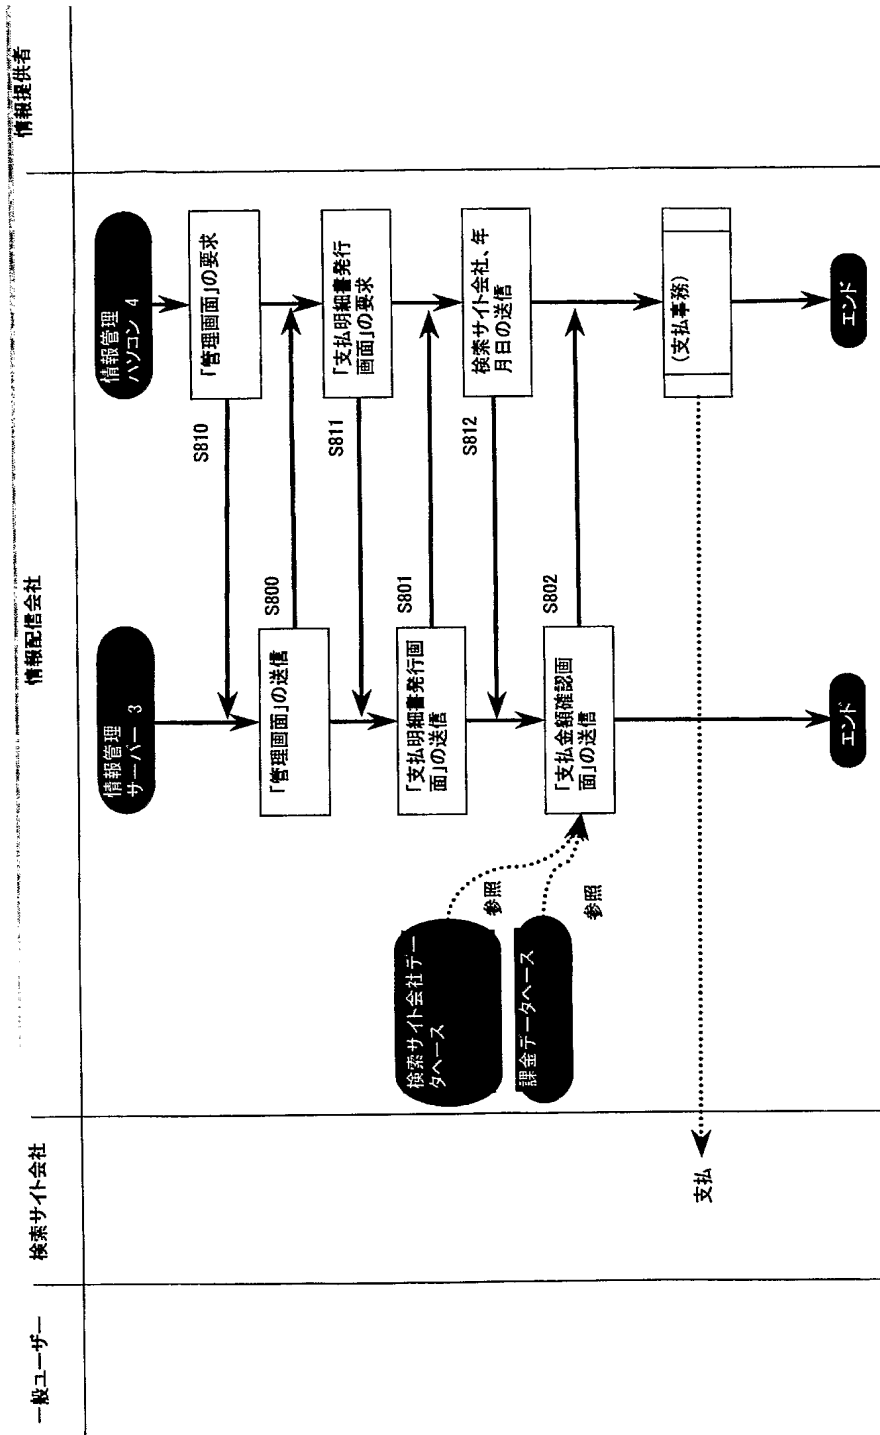 一般ユーザー
検索サイト会社
情報配信会社
情報提供者
情報管理
サーバー 3
情報管理
パソコン 4
「管理画面」の要求
S810
「管理画面」の送信
S800
「支払明細書発行
画面」の要求
S811
「支払明細書発行画
面」の送信
S801
検索サイト会社、年
月日の送信
S812
検索サイト会社デー
タベース
参照
課金データベース
参照
「支払金額確認画
面」の送信
S802
(支払事務)
支払
エンド
エンド